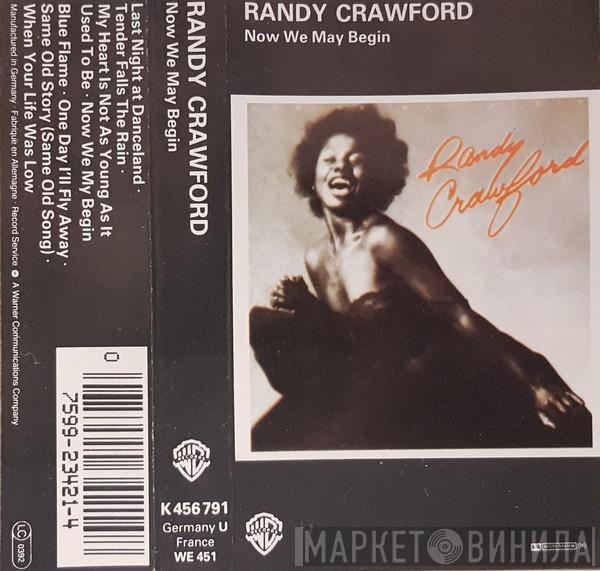 Last Night at Danceland ·
Tender Falls The Rain ·
My Heart Is Not As Young As It
Used To Be · Now We My Begin
Blue Flame · One Day I'll Fly Away ·
Same Old Story (Same Old Song) ·
When Your Life Was Low
Manufactured in Germany · Fabriqué en Allemagne · Record Service · A Warner Communications Company
0
7599-23421-4
LC 0392
RANDY CRAWFORD
Now We May Begin
K 456 791
Germany U
France
WE 451
RANDY CRAWFORD
Now We May Begin
Randy
Crawford
МАРКЕТ ВИНИЛА